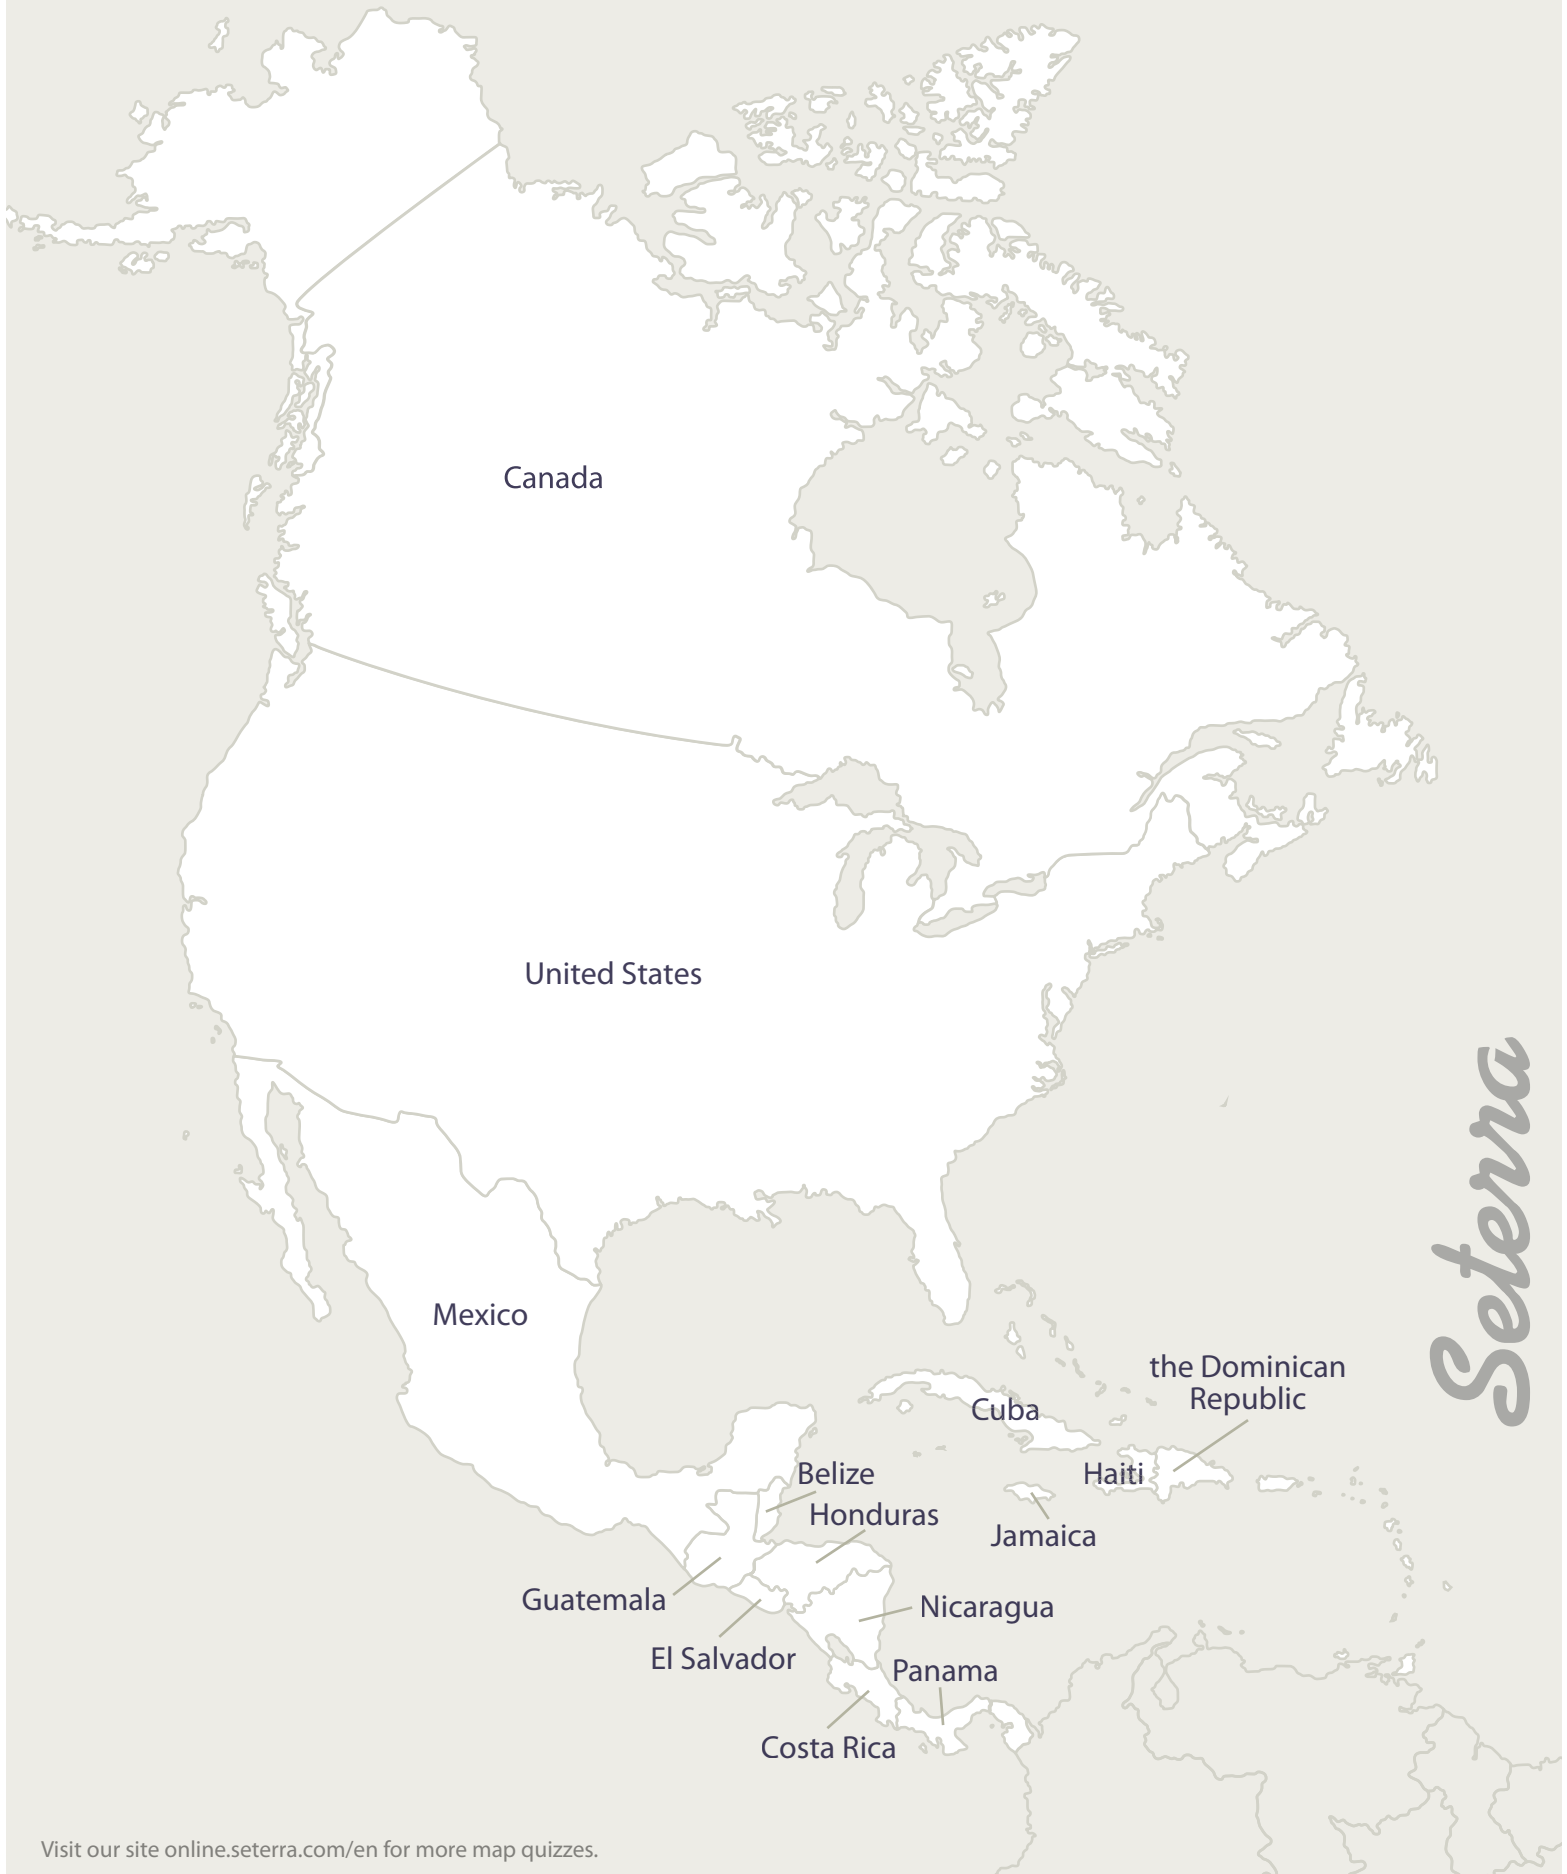 Canada
United States
Mexico
the Dominican
Republic
Cuba
Haiti
Belize
Honduras
Jamaica
Guatemala
Nicaragua
El Salvador
Panama
Costa Rica
Seterra
Visit our site online.seterra.com/en for more map quizzes.